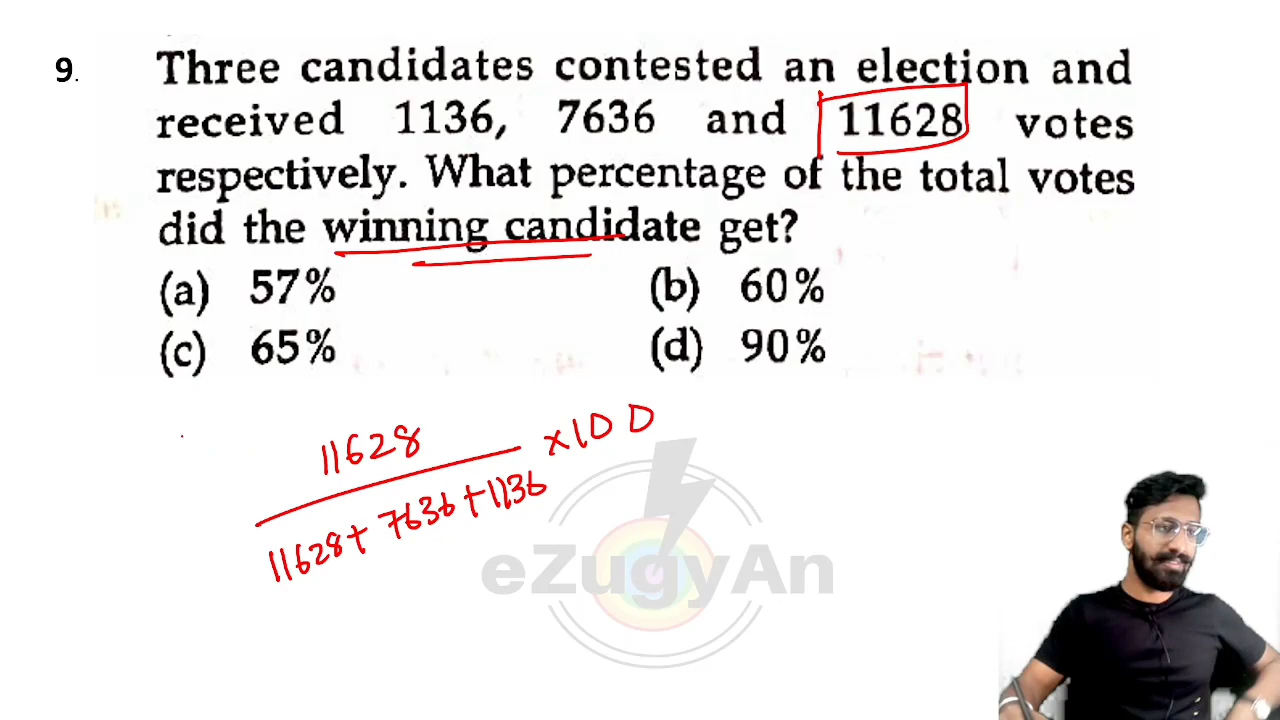 9.
Three candidates contested an election and
received 1136, 7636 and 11628 votes
respectively. What percentage of the total votes
did the winning candidate get?
(a) 57% (b) 60%
(c) 65% (d) 90%
11628
×100
11628+ 7636+1136
eZugyAn